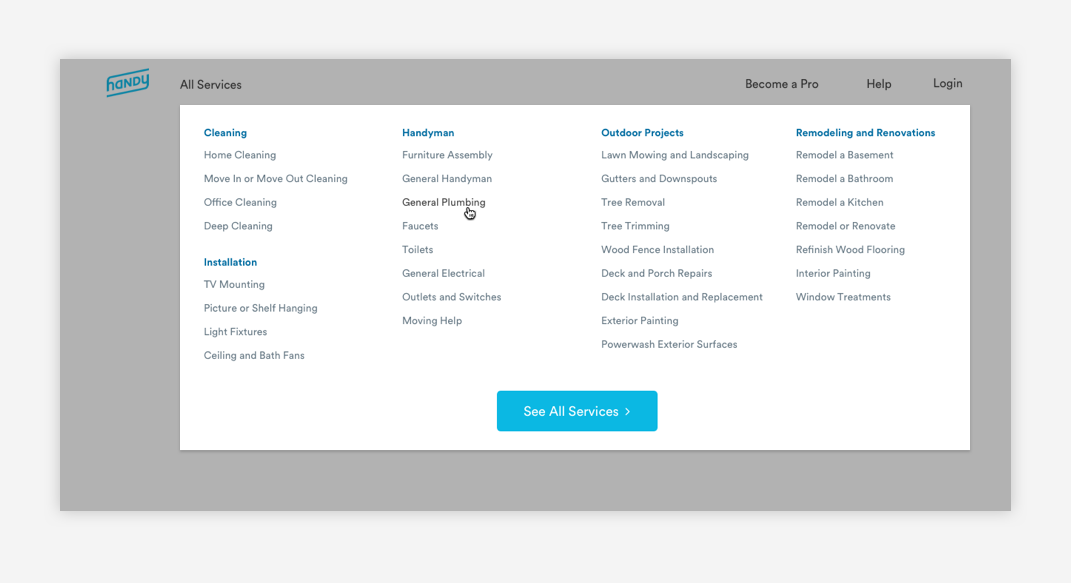 handy
All Services
Become a Pro
Help
Login
Cleaning
Home Cleaning
Move In or Move Out Cleaning
Office Cleaning
Deep Cleaning
Installation
TV Mounting
Picture or Shelf Hanging
Light Fixtures
Ceiling and Bath Fans
Handyman
Furniture Assembly
General Handyman
General Plumbing
Faucets
Toilets
General Electrical
Outlets and Switches
Moving Help
Outdoor Projects
Lawn Mowing and Landscaping
Gutters and Downspouts
Tree Removal
Tree Trimming
Wood Fence Installation
Deck and Porch Repairs
Deck Installation and Replacement
Exterior Painting
Powerwash Exterior Surfaces
Remodeling and Renovations
Remodel a Basement
Remodel a Bathroom
Remodel a Kitchen
Remodel or Renovate
Refinish Wood Flooring
Interior Painting
Window Treatments
See All Services >